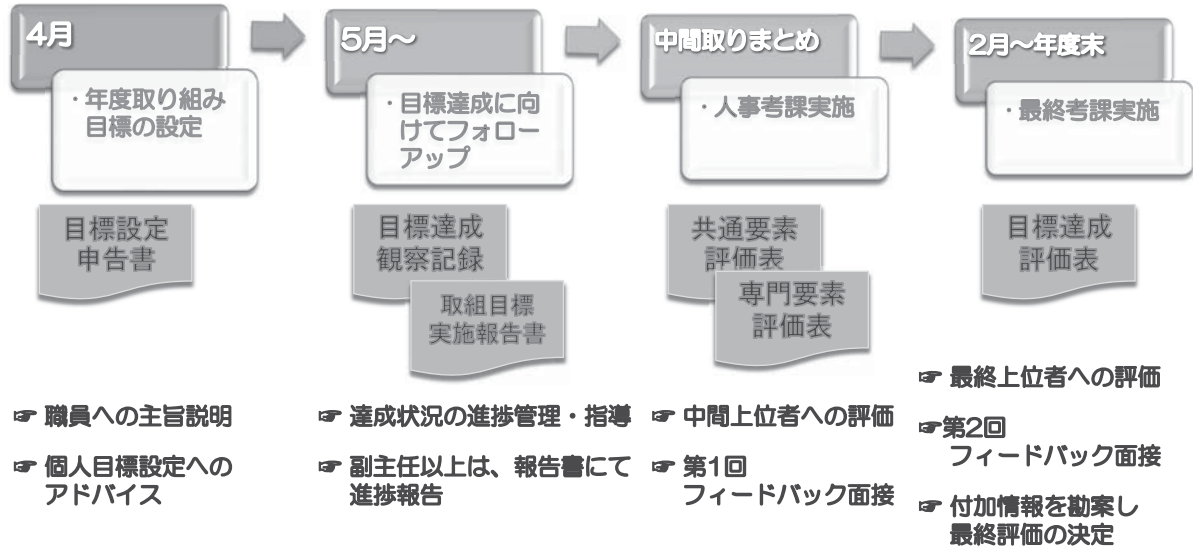 4月
・年度取り組み
目標の設定
目標設定
申告書
☞ 職員への主旨説明
☞ 個人目標設定への
アドバイス
5月～
・目標達成に向
けてフォロー
アップ
目標達成
観察記録
取組目標
実施報告書
☞ 達成状況の進捗管理・指導
☞ 副主任以上は、報告書にて
進捗報告
中間取りまとめ
・人事考課実施
共通要素
評価表
専門要素
評価表
☞ 中間上位者への評価
☞ 第1回
フィードバック面接
2月～年度末
・最終考課実施
目標達成
評価表
☞ 最終上位者への評価
☞第2回
フィードバック面接
☞ 付加情報を勘案し
最終評価の決定